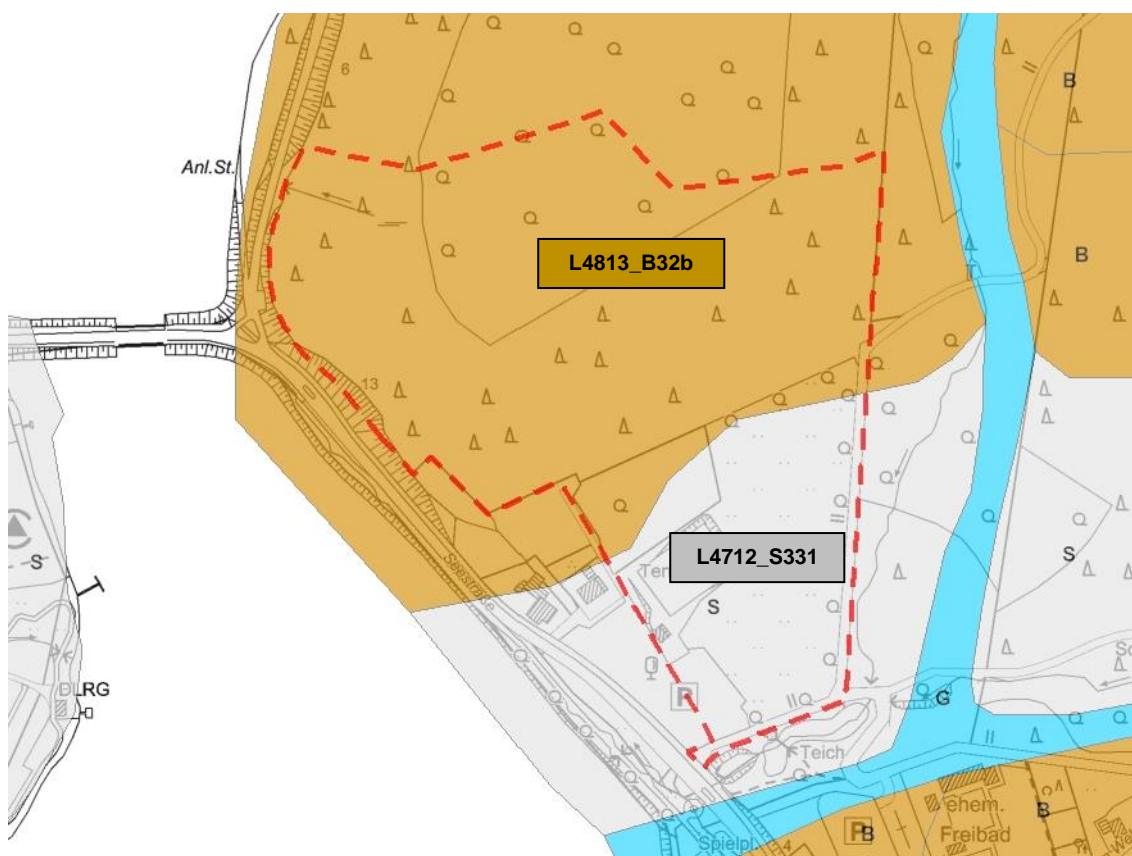 6
B
Anl.St.
L4813_B32b
B
T
13
L4712_S331
S
S
Seestraße
S
DLRG
P
G
Teich
ehem.
Freibad
P
B
B
Spielpl.
4